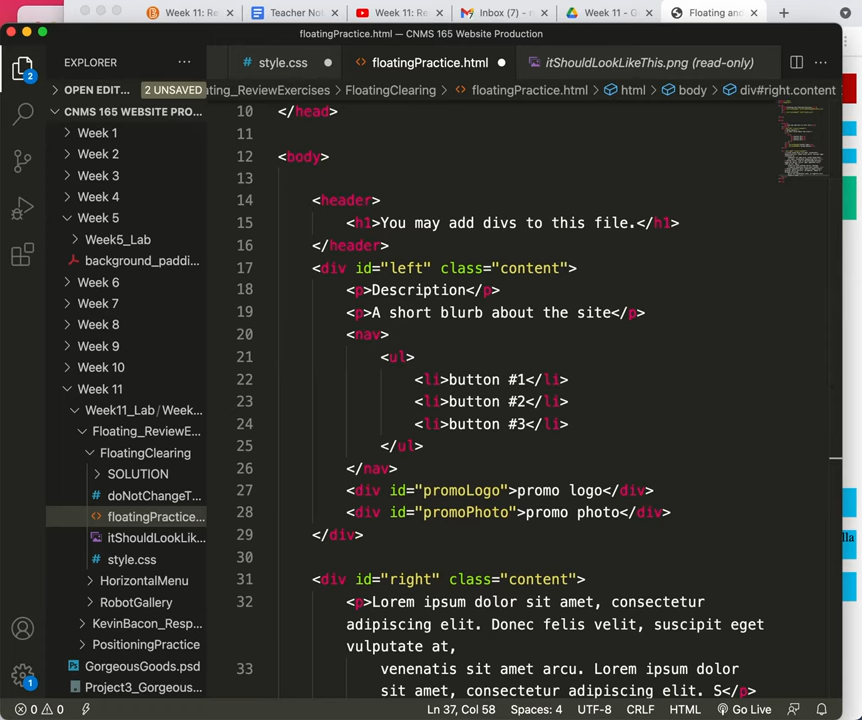 Week 11: Re
Teacher Not
Week 11: Re
Inbox (7) - r
Week 11 - G
Floating and
floatingPractice.html — CNMS 165 Website Production
EXPLORER
style.css
floatingPractice.html
itShouldLookLikeThis.png (read-only)
2
OPEN EDIT...
2 UNSAVED
ating_ReviewExercises > FloatingClearing > floatingPractice.html > html > body > div#right.content
CNMS 165 WEBSITE PRO...
Week 1
Week 2
Week 3
Week 4
Week 5
Week5_Lab
background_paddi...
Week 6
Week 7
Week 8
Week 9
Week 10
Week 11
Week11_Lab / Week...
Floating_ReviewE...
FloatingClearing
SOLUTION
doNotChangeT...
floatingPractice...
itShouldLookLik...
style.css
HorizontalMenu
RobotGallery
KevinBacon_Resp...
PositioningPractice
GorgeousGoods.psd
Project3_Gorgeous...
1
10 </head>
11
12 <body>
13
14 <header>
15 <h1>You may add divs to this file.</h1>
16 </header>
17 <div id="left" class="content">
18 <p>Description</p>
19 <p>A short blurb about the site</p>
20 <nav>
21 <ul>
22 <li>button #1</li>
23 <li>button #2</li>
24 <li>button #3</li>
25 </ul>
26 </nav>
27 <div id="promoLogo">promo logo</div>
28 <div id="promoPhoto">promo photo</div>
29 </div>
30
31 <div id="right" class="content">
32 <p>Lorem ipsum dolor sit amet, consectetur
adipiscing elit. Donec felis velit, suscipit eget
vulputate at,
33 venenatis sit amet arcu. Lorem ipsum dolor
sit amet, consectetur adipiscing elit. S</p>
lla
0 0
Ln 37, Col 58
Spaces: 4
UTF-8
CRLF
HTML
Go Live